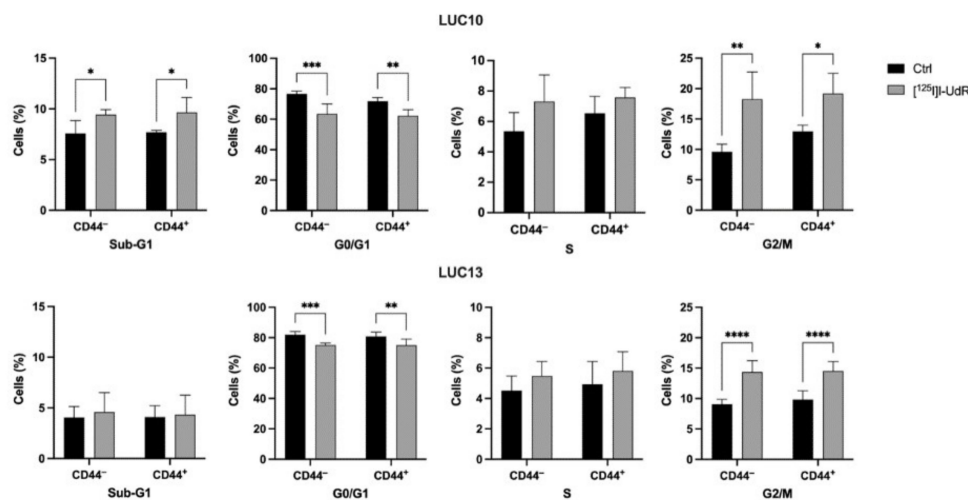 LUC10
Cells (%)
15
10
5
0
*
*
CD44⁻
CD44⁺
Sub-G1
Cells (%)
100
80
60
40
20
0
***
**
CD44⁻
CD44⁺
G0/G1
Cells (%)
10
8
6
4
2
0
CD44⁻
CD44⁺
S
Cells (%)
25
20
15
10
5
0
**
*
CD44⁻
CD44⁺
G2/M
Ctrl
[¹²⁵I]I-UdR
LUC13
Cells (%)
15
10
5
0
CD44⁻
CD44⁺
Sub-G1
Cells (%)
100
80
60
40
20
0
***
**
CD44⁻
CD44⁺
G0/G1
Cells (%)
10
8
6
4
2
0
CD44⁻
CD44⁺
S
Cells (%)
25
20
15
10
5
0
****
****
CD44⁻
CD44⁺
G2/M